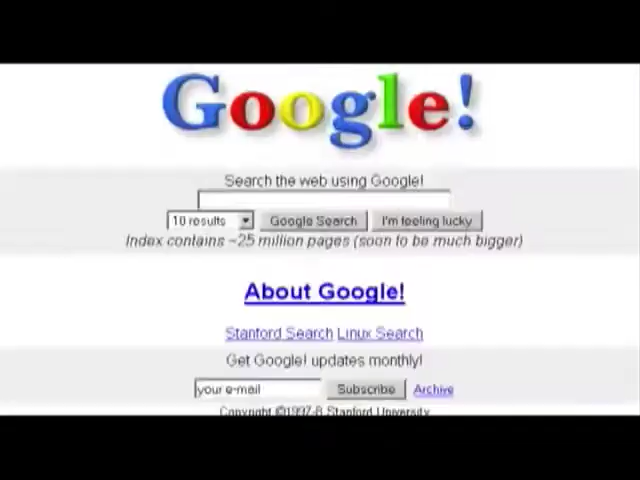 Google!
Search the web using Google!
10 results Google Search I'm feeling lucky
Index contains ~25 million pages (soon to be much bigger)
About Google!
Stanford Search Linux Search
Get Google! updates monthly!
your e-mail Subscribe Archive
Copyright ©1997-8 Stanford University